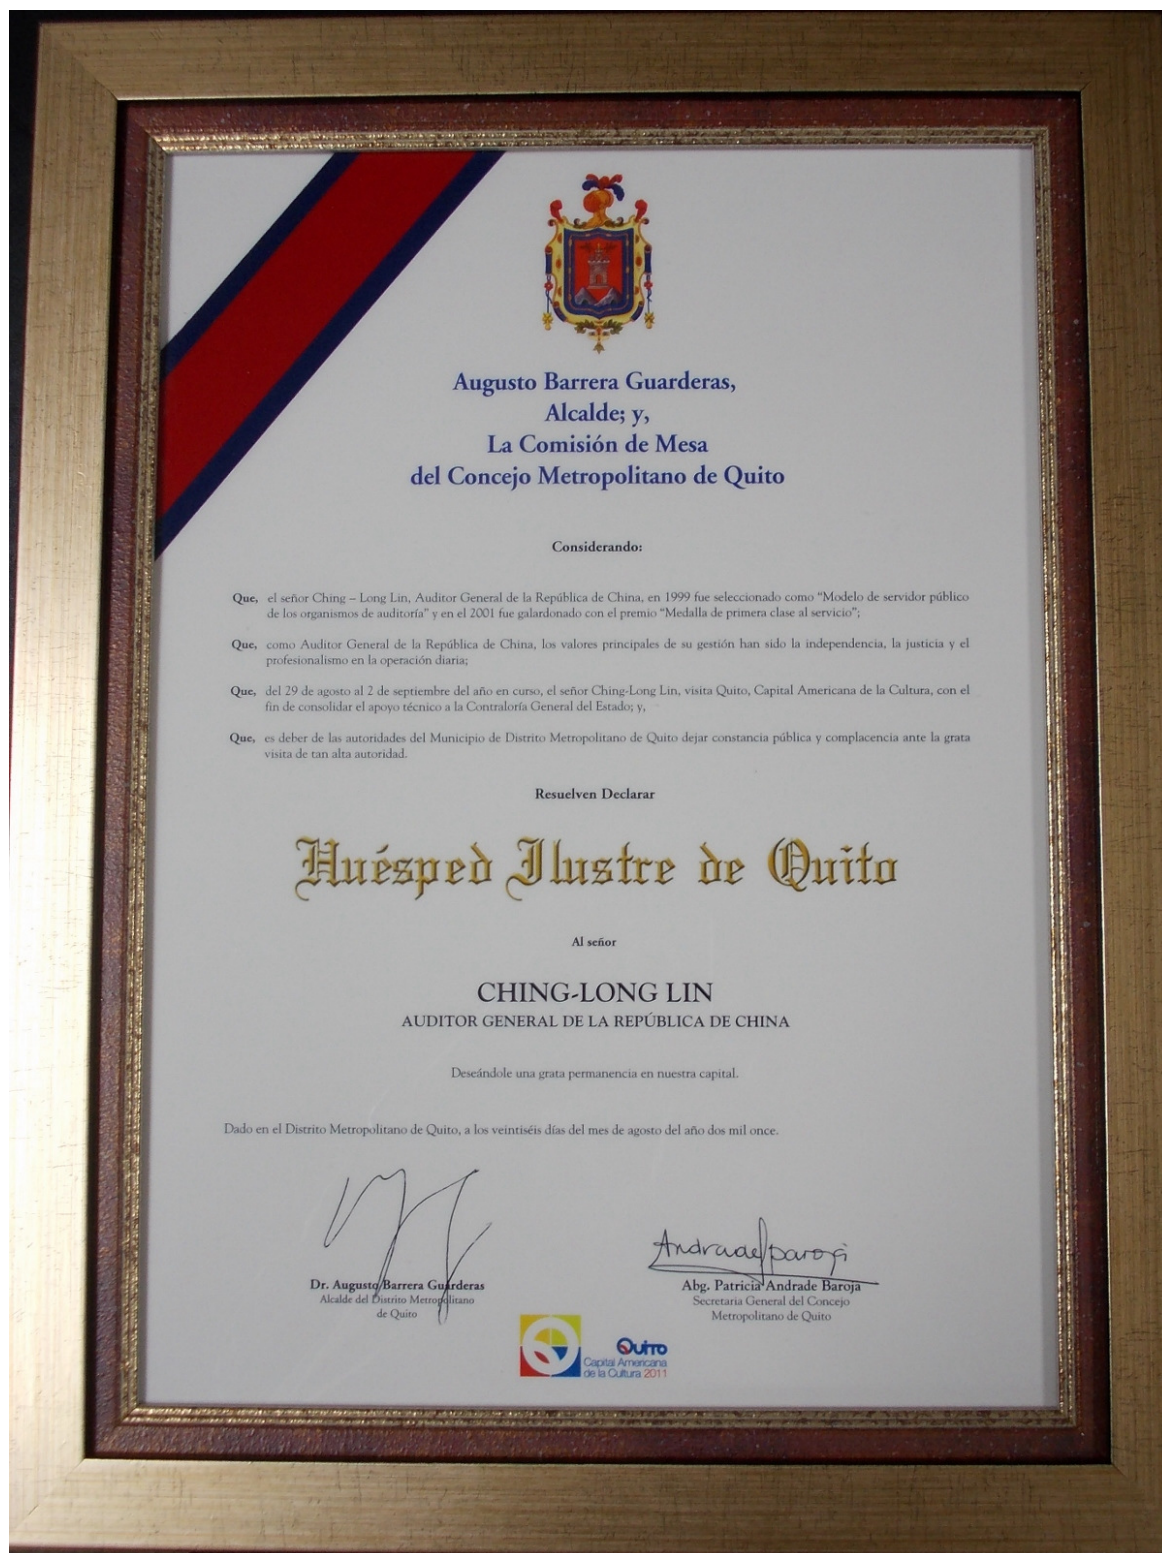 Augusto Barrera Guarderas,
Alcalde; y,
La Comisión de Mesa
del Concejo Metropolitano de Quito
Considerando:
Que, el señor Ching – Long Lin, Auditor General de la República de China, en 1999 fue seleccionado como “Modelo de servidor público
de los organismos de auditoría” y en el 2001 fue galardonado con el premio “Medalla de primera clase al servicio”;
Que, como Auditor General de la República de China, los valores principales de su gestión han sido la independencia, la justicia y el
profesionalismo en la operación diaria;
Que, del 29 de agosto al 2 de septiembre del año en curso, el señor Ching-Long Lin, visita Quito, Capital Americana de la Cultura, con el
fin de consolidar el apoyo técnico a la Contraloría General del Estado; y,
Que, es deber de las autoridades del Municipio de Distrito Metropolitano de Quito dejar constancia pública y complacencia ante la grata
visita de tan alta autoridad.
Resuelven Declarar
Huésped Ilustre de Quito
Al señor
CHING-LONG LIN
AUDITOR GENERAL DE LA REPÚBLICA DE CHINA
Deseándole una grata permanencia en nuestra capital.
Dado en el Distrito Metropolitano de Quito, a los veintiséis días del mes de agosto del año dos mil once.
Dr. Augusto Barrera Guarderas
Alcalde del Distrito Metropolitano
de Quito
Abg. Patricia Andrade Baroja
Secretaria General del Concejo
Metropolitano de Quito
Quito
Capital Americana
de la Cultura 2011